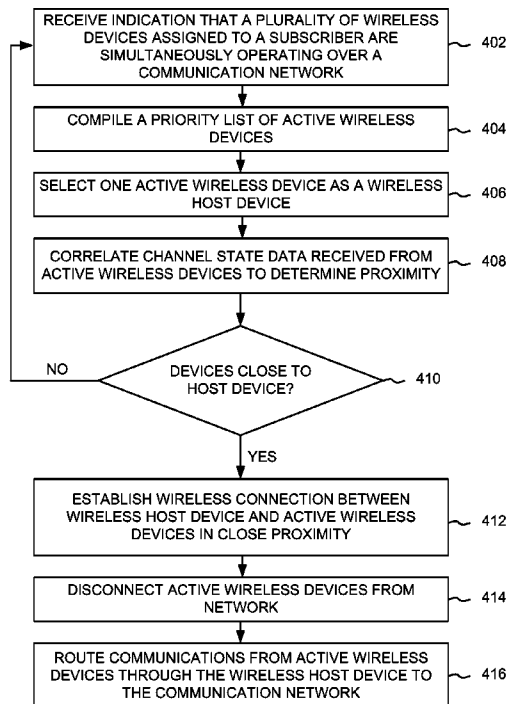 RECEIVE INDICATION THAT A PLURALITY OF WIRELESS
DEVICES ASSIGNED TO A SUBSCRIBER ARE
SIMULTANEOUSLY OPERATING OVER A
COMMUNICATION NETWORK
402
COMPILE A PRIORITY LIST OF ACTIVE WIRELESS
DEVICES
404
SELECT ONE ACTIVE WIRELESS DEVICE AS A WIRELESS
HOST DEVICE
406
CORRELATE CHANNEL STATE DATA RECEIVED FROM
ACTIVE WIRELESS DEVICES TO DETERMINE PROXIMITY
408
NO
DEVICES CLOSE TO
HOST DEVICE?
410
YES
ESTABLISH WIRELESS CONNECTION BETWEEN
WIRELESS HOST DEVICE AND ACTIVE WIRELESS
DEVICES IN CLOSE PROXIMITY
412
DISCONNECT ACTIVE WIRELESS DEVICES FROM
NETWORK
414
ROUTE COMMUNICATIONS FROM ACTIVE WIRELESS
DEVICES THROUGH THE WIRELESS HOST DEVICE TO
THE COMMUNICATION NETWORK
416